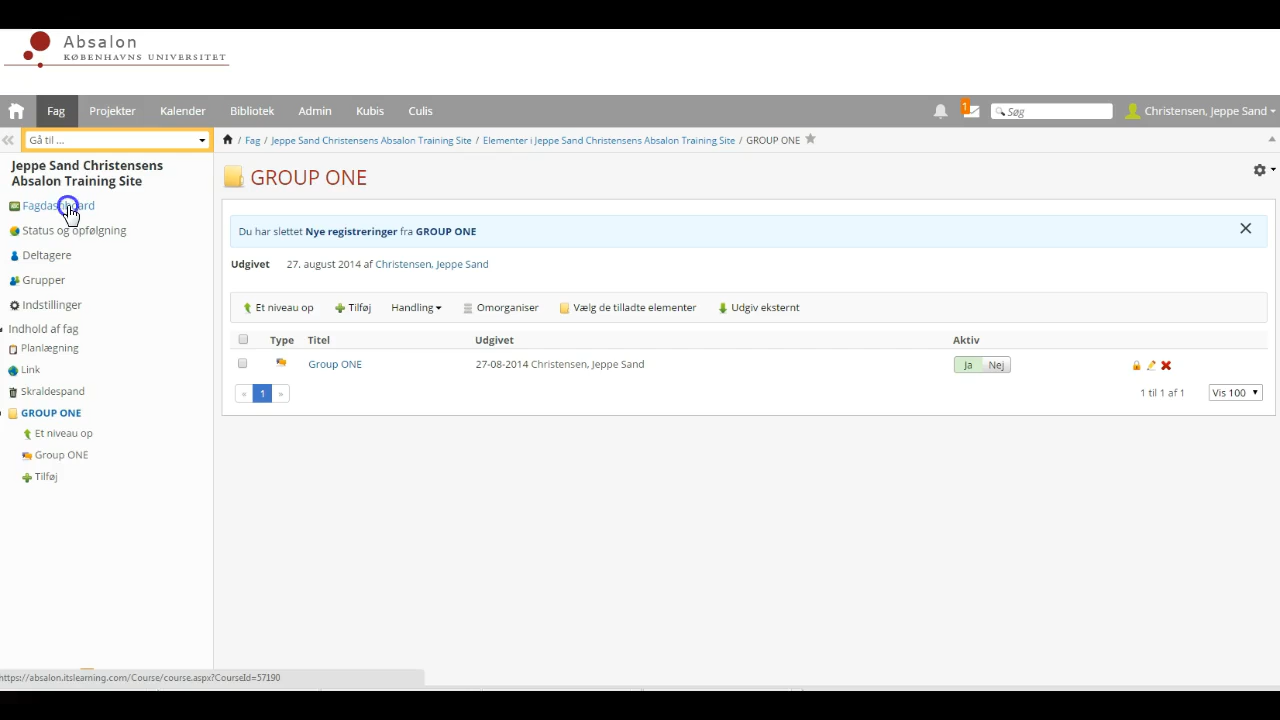 Absalon
KØBENHAVNS UNIVERSITET
Fag Projekter Kalender Bibliotek Admin Kubis Culis 1 Søg Christensen, Jeppe Sand
Gå til ...
/ Fag / Jeppe Sand Christensens Absalon Training Site / Elementer i Jeppe Sand Christensens Absalon Training Site / GROUP ONE
Jeppe Sand Christensens
Absalon Training Site
Fagdashboard
Status og opfølgning
Deltagere
Grupper
Indstillinger
Indhold af fag
Planlægning
Link
Skraldespand
GROUP ONE
Et niveau op
Group ONE
Tilføj
GROUP ONE
Du har slettet Nye registreringer fra GROUP ONE
Udgivet 27. august 2014 af Christensen, Jeppe Sand
Et niveau op Tilføj Handling Omorganiser Vælg de tilladte elementer Udgiv eksternt
Type Titel Udgivet Aktiv
Group ONE 27-08-2014 Christensen, Jeppe Sand Ja Nej
« 1 » 1 til 1 af 1 Vis 100
https://absalon.itslearning.com/Course/course.aspx?CourseId=57190